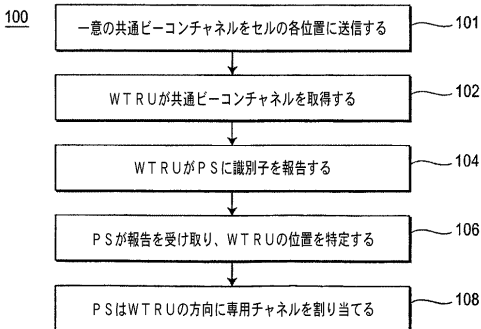 100
一意の共通ビーコンチャネルをセルの各位置に送信する
101
WTRUが共通ビーコンチャネルを取得する
102
WTRUがPSに識別子を報告する
104
PSが報告を受け取り、WTRUの位置を特定する
106
PSはWTRUの方向に専用チャネルを割り当てる
108